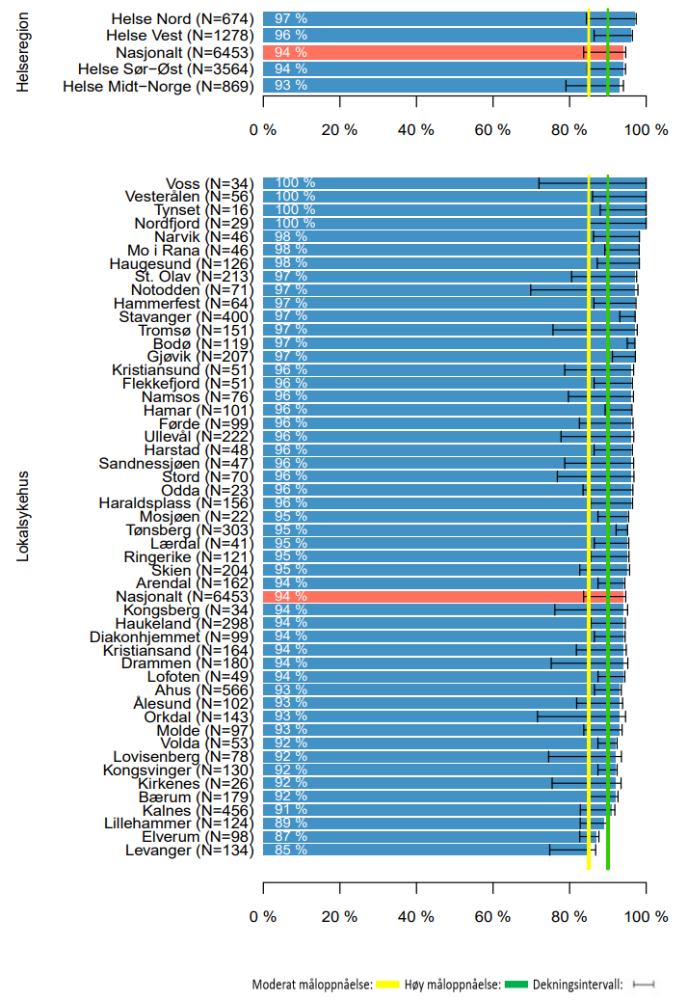 Helseregion
Helse Nord (N=674) 97 %
Helse Vest (N=1278) 96 %
Nasjonalt (N=6453) 94 %
Helse Sør−Øst (N=3564) 94 %
Helse Midt−Norge (N=869) 93 %
0 % 20 % 40 % 60 % 80 % 100 %
Lokalsykehus
Voss (N=34) 100 %
Vesterålen (N=56) 100 %
Tynset (N=16) 100 %
Nordfjord (N=29) 100 %
Narvik (N=46) 98 %
Mo i Rana (N=46) 98 %
Haugesund (N=126) 98 %
St. Olav (N=213) 97 %
Notodden (N=71) 97 %
Hammerfest (N=64) 97 %
Stavanger (N=400) 97 %
Tromsø (N=151) 97 %
Bodø (N=119) 97 %
Gjøvik (N=207) 97 %
Kristiansund (N=51) 96 %
Flekkefjord (N=51) 96 %
Namsos (N=76) 96 %
Hamar (N=101) 96 %
Førde (N=99) 96 %
Ullevål (N=222) 96 %
Harstad (N=48) 96 %
Sandnessjøen (N=47) 96 %
Stord (N=70) 96 %
Odda (N=23) 96 %
Haraldsplass (N=156) 96 %
Mosjøen (N=22) 95 %
Tønsberg (N=303) 95 %
Lærdal (N=41) 95 %
Ringerike (N=121) 95 %
Skien (N=204) 95 %
Arendal (N=162) 94 %
Nasjonalt (N=6453) 94 %
Kongsberg (N=34) 94 %
Haukeland (N=298) 94 %
Diakonhjemmet (N=99) 94 %
Kristiansand (N=164) 94 %
Drammen (N=180) 94 %
Lofoten (N=49) 94 %
Ahus (N=566) 93 %
Ålesund (N=102) 93 %
Orkdal (N=143) 93 %
Molde (N=97) 93 %
Volda (N=53) 92 %
Lovisenberg (N=78) 92 %
Kongsvinger (N=130) 92 %
Kirkenes (N=26) 92 %
Bærum (N=179) 92 %
Kalnes (N=456) 91 %
Lillehammer (N=124) 89 %
Elverum (N=98) 87 %
Levanger (N=134) 85 %
0 % 20 % 40 % 60 % 80 % 100 %
Moderat måloppnåelse: Høy måloppnåelse: Dekningsintervall: